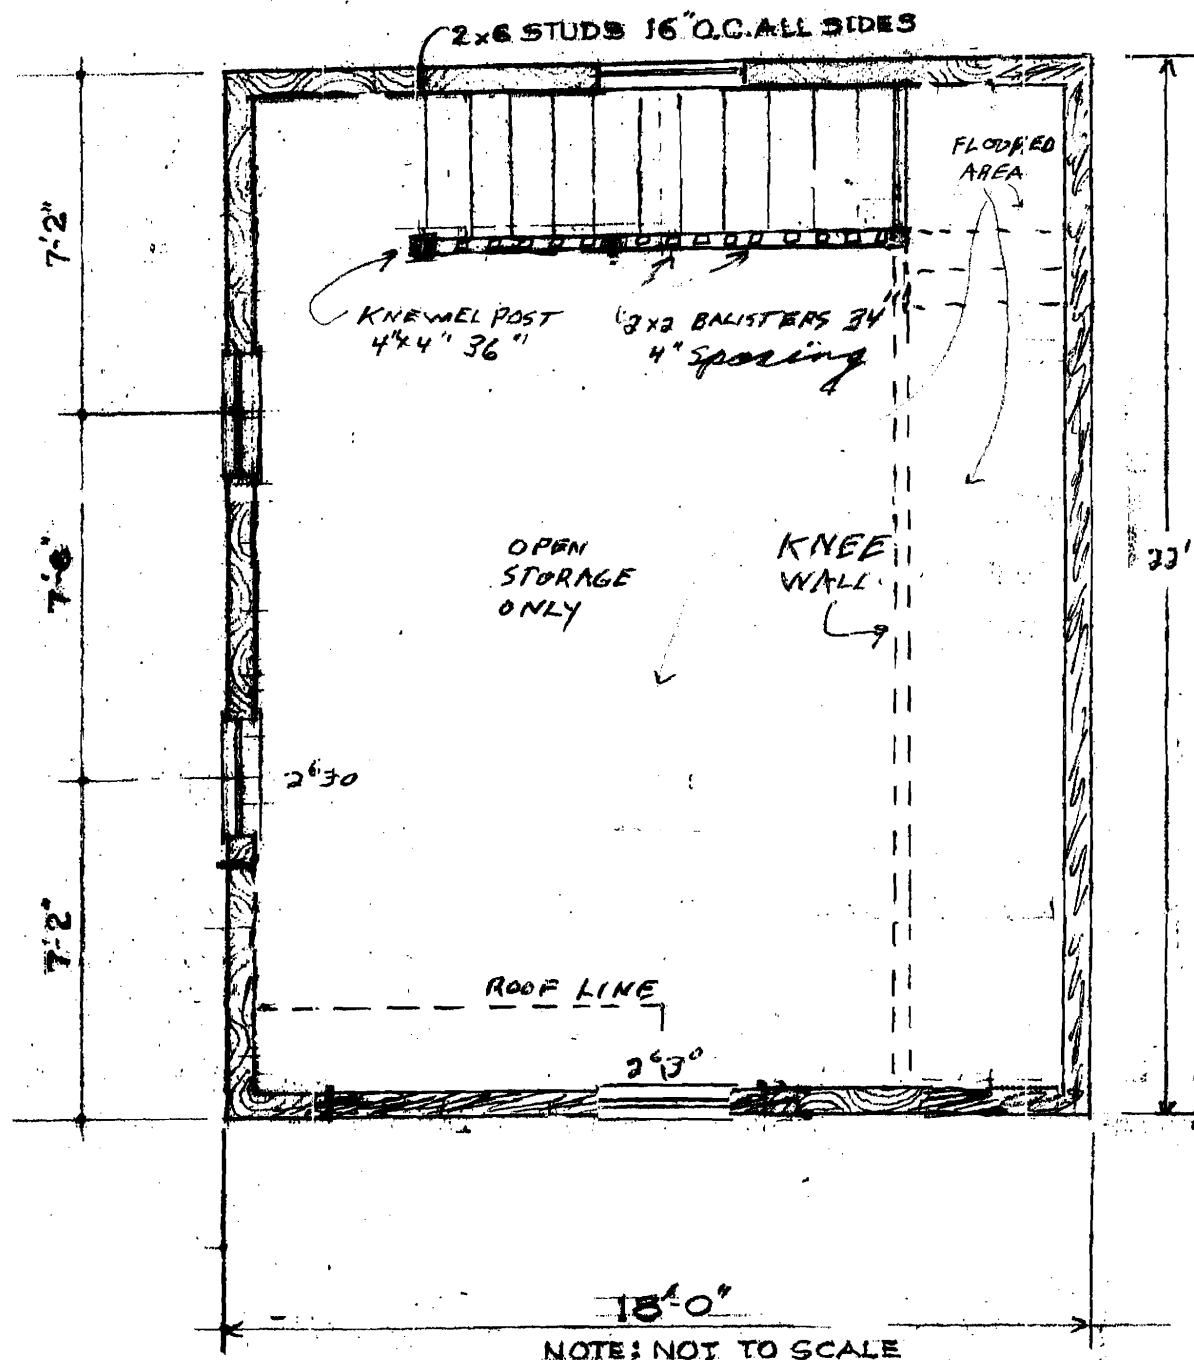 2x6 STUDS 16" O.C. ALL SIDES
FLOORED
AREA
7'-2"
KNEWEL POST
4"x4" 36"
2x2 BALISTERS 34"
4" Spacing
OPEN
STORAGE
ONLY
KNEE
WALL
22'
2⁶30
7'-2"
ROOF LINE
2⁶3⁰
18'-0"
NOTE: NOT TO SCALE